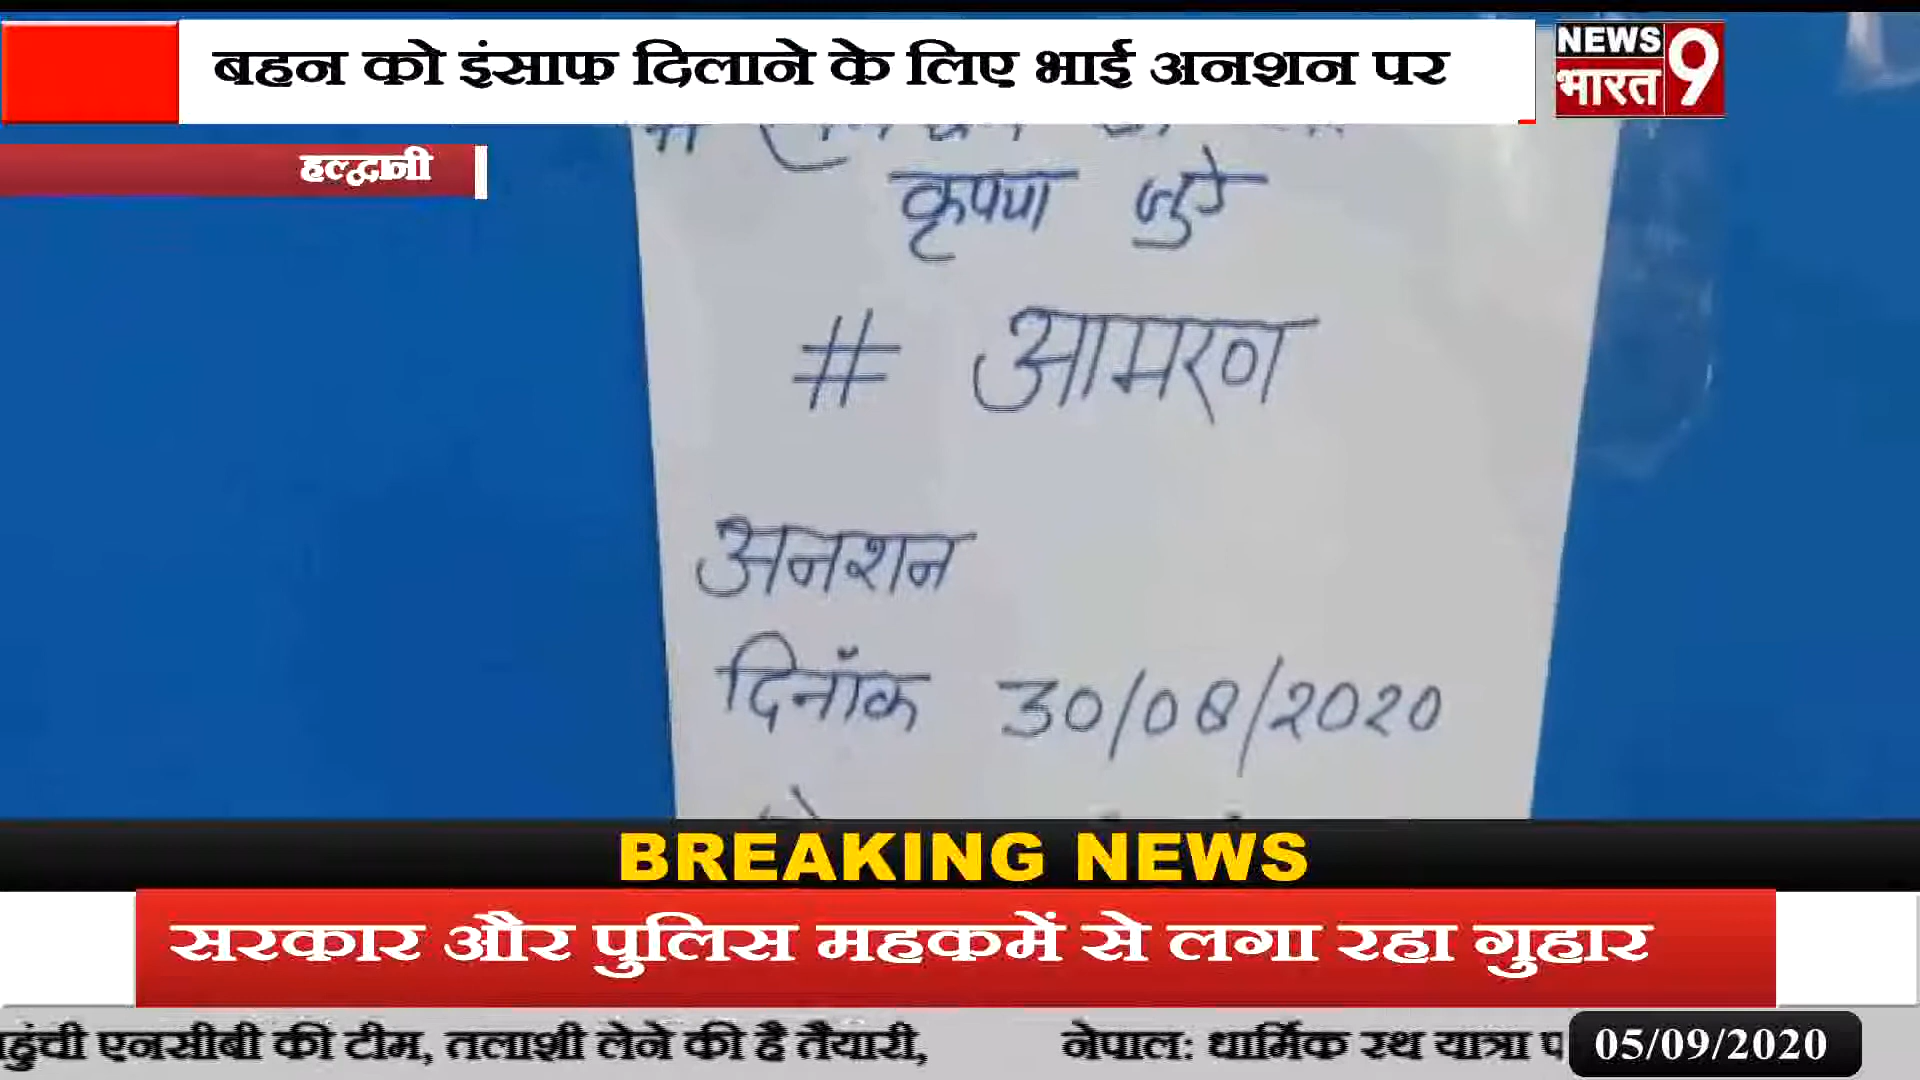 बहन को इंसाफ दिलाने के लिए भाई अनशन पर
NEWS
भारत 9
हल्द्वानी
कृपया जुड़े
# आमरण
अनशन
दिनाँक 30/08/2020
BREAKING NEWS
सरकार और पुलिस महकमें से लगा रहा गुहार
हुंची एनसीबी की टीम, तलाशी लेने की है तैयारी, नेपाल: धार्मिक रथ यात्रा प
05/09/2020